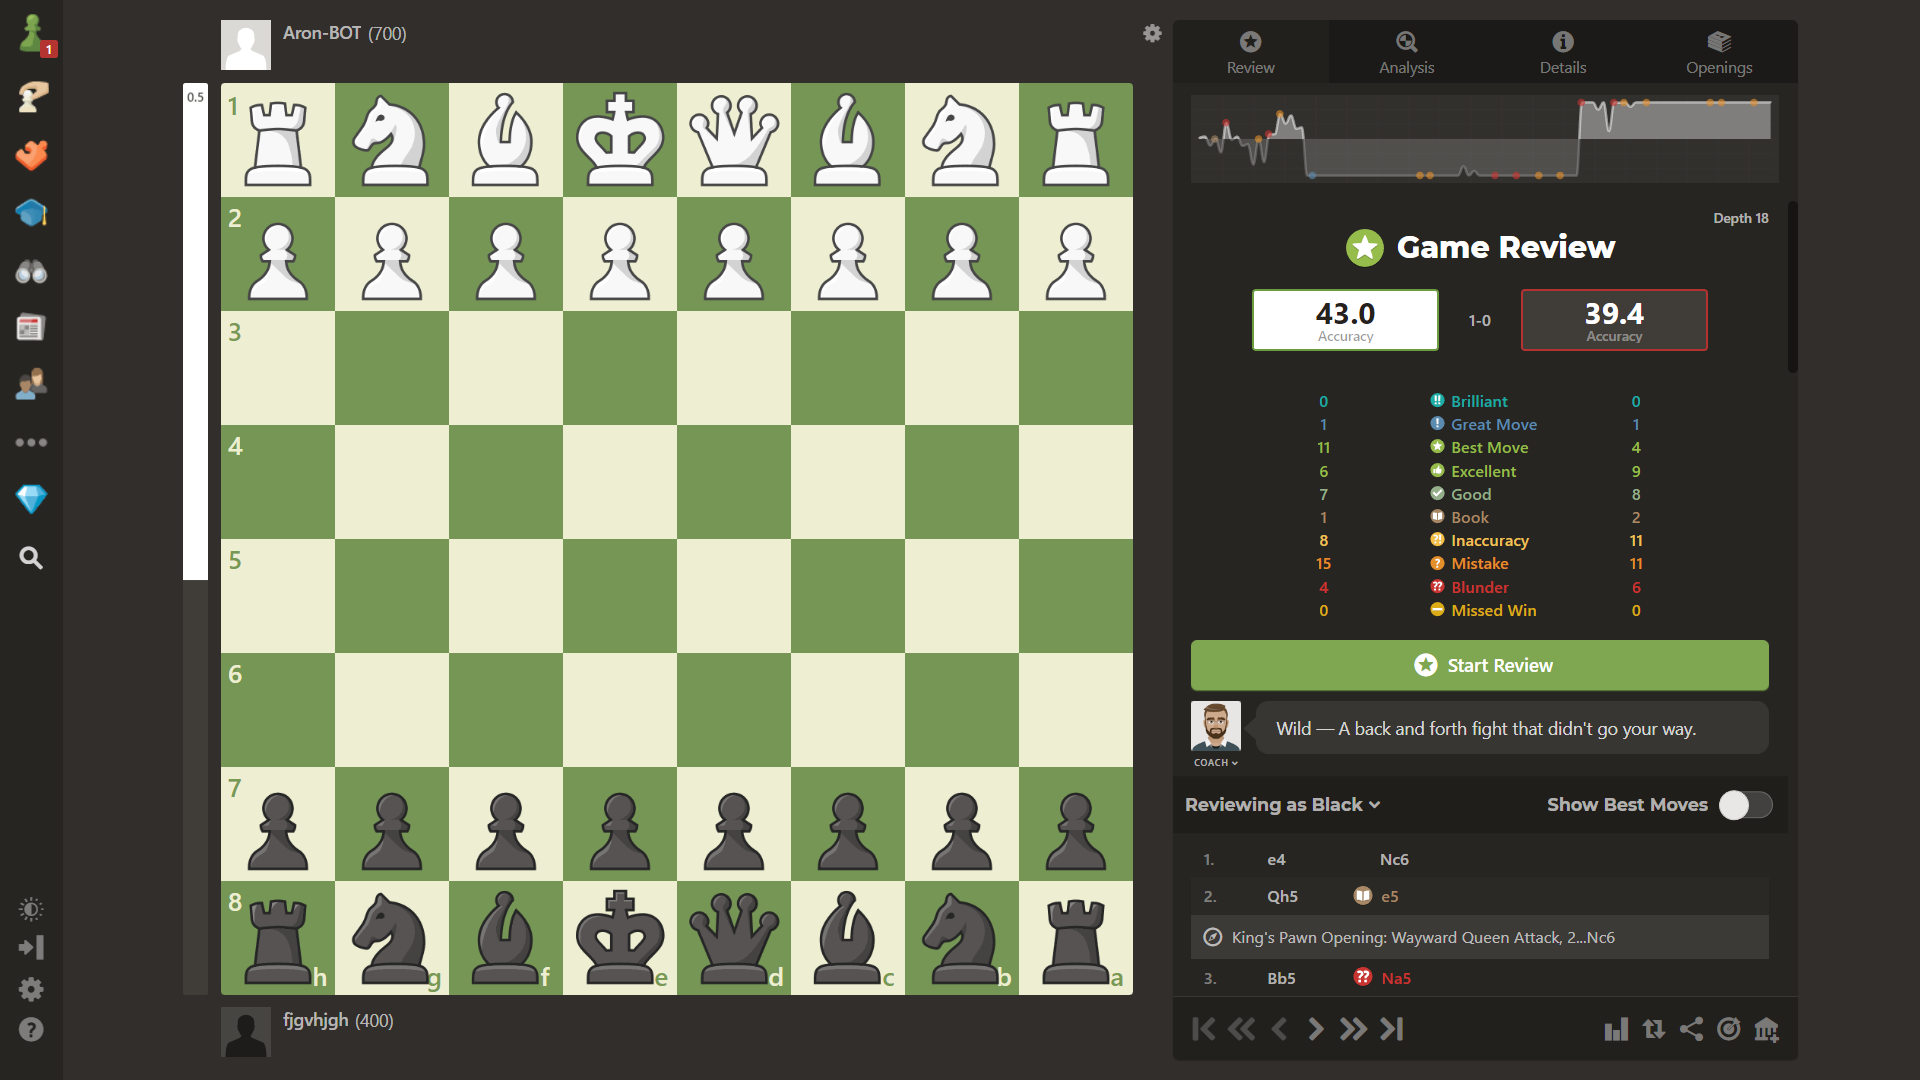 1
Aron-BOT (700)
0.5
1
2
3
4
5
6
7
8
h g f e d c b a
fjgvhjgh (400)
Review Analysis Details Openings
Depth 18
Game Review
43.0 Accuracy 1-0 39.4 Accuracy
0 !! Brilliant 0
1 ! Great Move 1
11 Best Move 4
6 Excellent 9
7 Good 8
1 Book 2
8 ?! Inaccuracy 11
15 ? Mistake 11
4 ?? Blunder 6
0 Missed Win 0
Start Review
Wild — A back and forth fight that didn't go your way.
COACH
Reviewing as Black Show Best Moves
1. e4 Nc6
2. Qh5 e5
King's Pawn Opening: Wayward Queen Attack, 2...Nc6
3. Bb5 ?? Na5
?